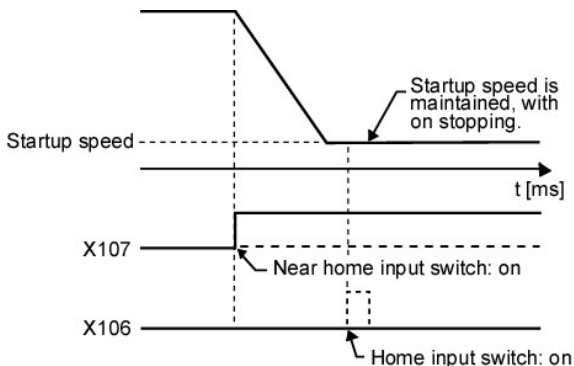 Startup speed is
maintained, with
on stopping.
Startup speed
t [ms]
X107
Near home input switch: on
X106
Home input switch: on